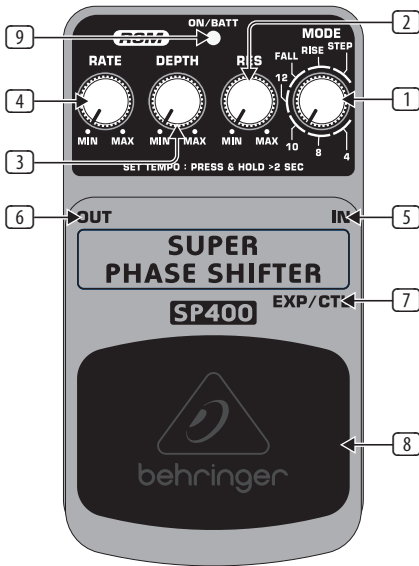 ON/BATT
RSM
RATE DEPTH RES MODE
4 8 10 12 FALL RISE STEP
MIN MAX MIN MAX MIN MAX
SET TEMPO : PRESS & HOLD >2 SEC
OUT IN
SUPER
PHASE SHIFTER
EXP/CTL
SP400
behringer
9
2
4
1
3
6
5
7
8